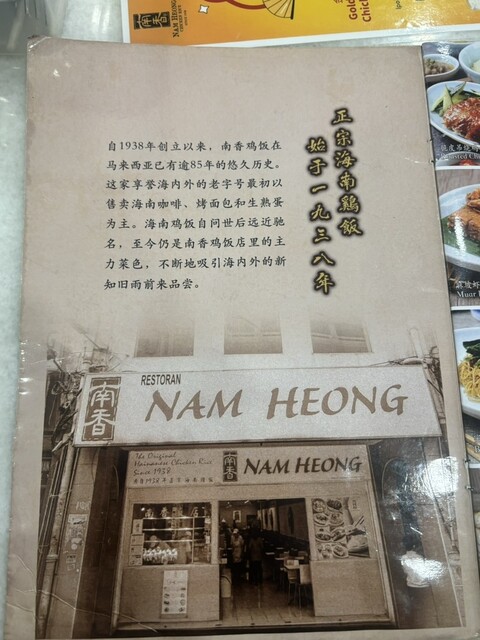 南香
NAM HEONG
Gold
Chick
Ipo
正宗海南鷄飯
始于一九三八年
自1938年创立以来，南香鸡饭在
马来西亚已有逾85年的悠久历史。
这家享誉海内外的老字号最初以
售卖海南咖啡、烤面包和生熟蛋
为主。海南鸡饭自问世后远近驰
名，至今仍是南香鸡饭店里的主
力菜色，不断地吸引海内外的新
知旧雨前来品尝。
Muar
南香
RESTORAN
NAM HEONG
The Original
Hainanese Chicken Rice
Since 1938
南香
NAM HEONG